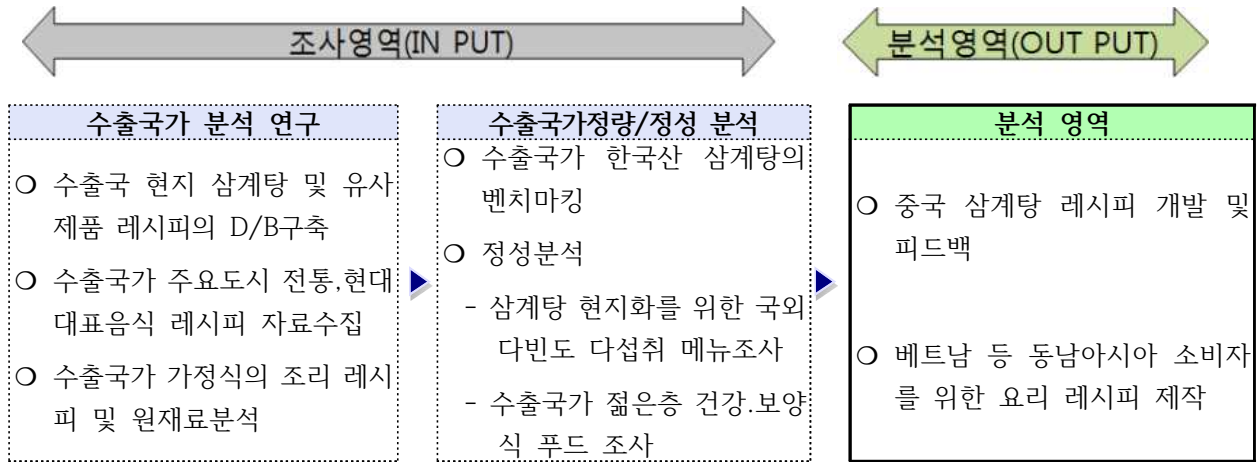 조사영역(IN PUT)
분석영역(OUT PUT)
수출국가 분석 연구
❍ 수출국 현지 삼계탕 및 유사
제품 레시피의 D/B구축
❍ 수출국가 주요도시 전통,현대
대표음식 레시피 자료수집
❍ 수출국가 가정식의 조리 레시
피 및 원재료분석
수출국가정량/정성 분석
❍ 수출국가 한국산 삼계탕의
벤치마킹
❍ 정성분석
- 삼계탕 현지화를 위한 국외
다빈도 다섭취 메뉴조사
- 수출국가 젊은층 건강.보양
식 푸드 조사
분석 영역
❍ 중국 삼계탕 레시피 개발 및
피드백
❍ 베트남 등 동남아시아 소비자
를 위한 요리 레시피 제작